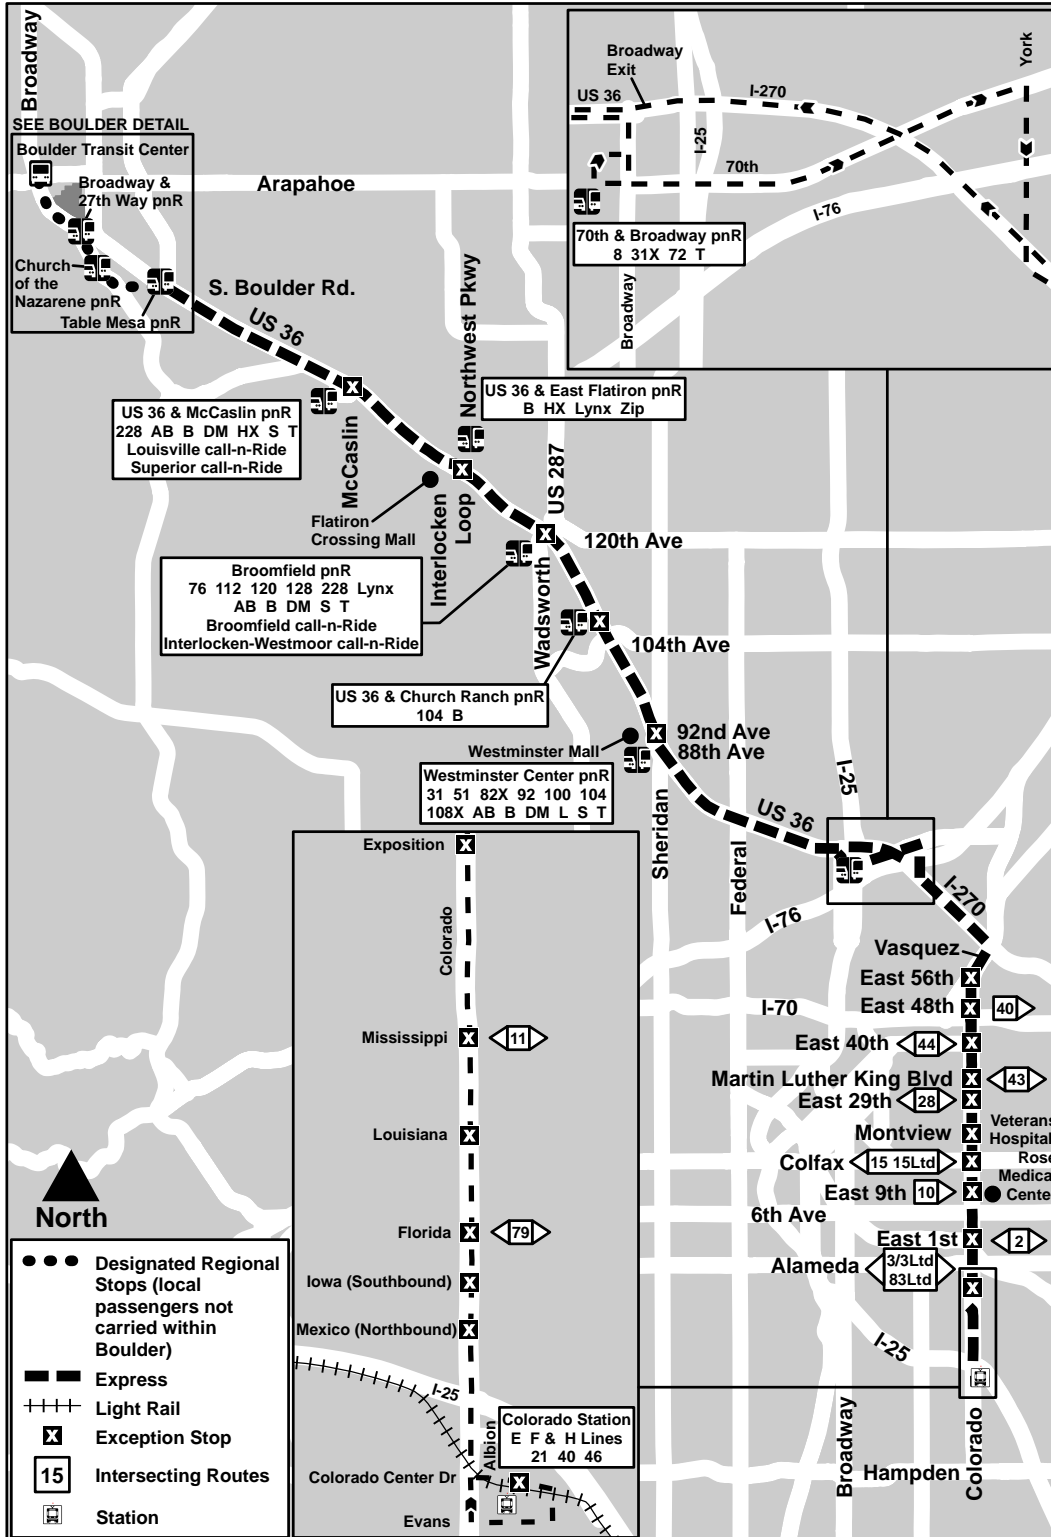 Broadway
SEE BOULDER DETAIL
Boulder Transit Center
Broadway &
27th Way pnR
Church
of the
Nazarene pnR
Table Mesa pnR
Arapahoe
S. Boulder Rd.
US 36
Northwest Pkwy
Broadway
Exit
US 36
I-270
I-25
York
70th
I-76
70th & Broadway pnR
8 31X 72 T
Broadway
US 36 & East Flatiron pnR
B HX Lynx Zip
US 36 & McCaslin pnR
228 AB B DM HX S T
Louisville call-n-Ride
Superior call-n-Ride
McCaslin
Flatiron
Crossing Mall
Interlocken
Loop
US 287
Wadsworth
120th Ave
Broomfield pnR
76 112 120 128 228 Lynx
AB B DM S T
Broomfield call-n-Ride
Interlocken-Westmoor call-n-Ride
104th Ave
US 36 & Church Ranch pnR
104 B
Westminster Mall
92nd Ave
88th Ave
Westminster Center pnR
31 51 82X 92 100 104
108X AB B DM L S T
Sheridan
Federal
US 36
I-25
I-76
I-270
Vasquez
East 56th
I-70
East 48th
40
East 40th
44
Martin Luther King Blvd
43
East 29th
28
Montview
Veterans
Hospital
Colfax
15 15Ltd
Rose
Medica
Cente
East 9th
10
6th Ave
East 1st
2
Alameda
3/3Ltd
83Ltd
I-25
Broadway
Hampden
Colorado
Exposition
Colorado
Mississippi
11
Louisiana
Florida
79
Iowa (Southbound)
Mexico (Northbound)
I-25
Albion
Colorado Station
E F & H Lines
21 40 46
Colorado Center Dr
Evans
North
Designated Regional
Stops (local
passengers not
carried within
Boulder)
Express
Light Rail
X
Exception Stop
15
Intersecting Routes
Station